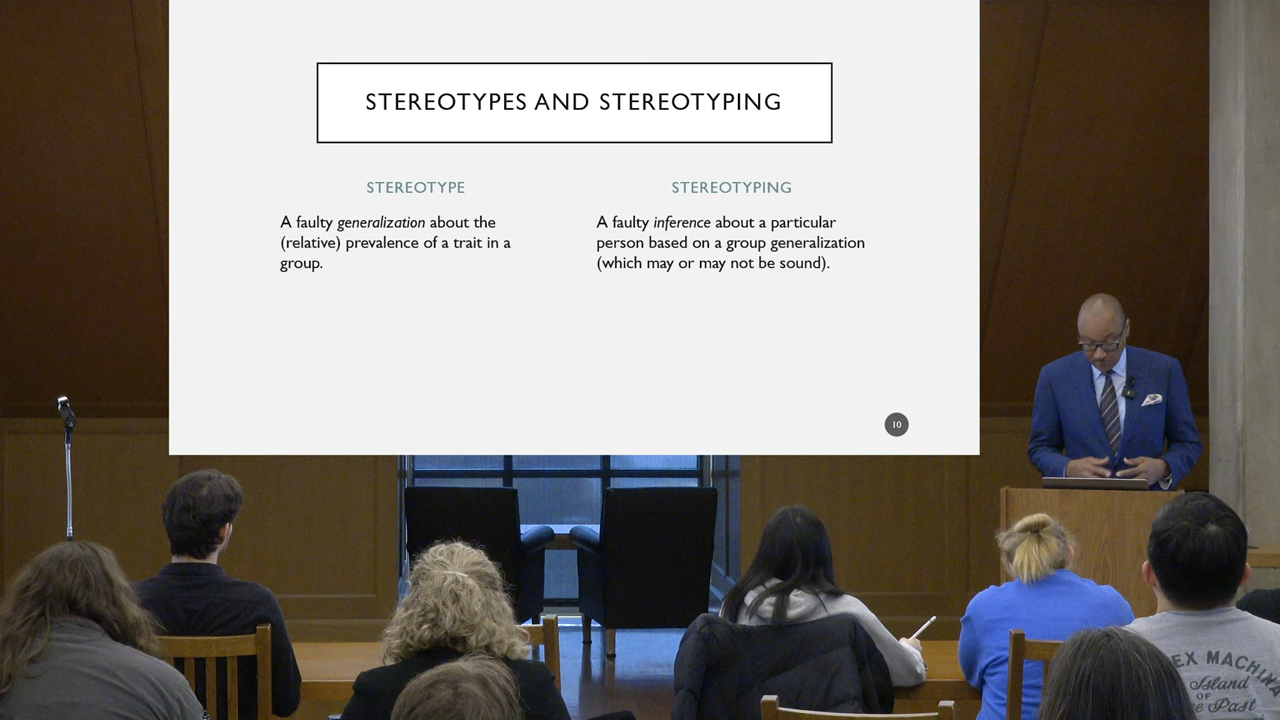 STEREOTYPES AND STEREOTYPING
STEREOTYPE
A faulty generalization about the
(relative) prevalence of a trait in a
group.
STEREOTYPING
A faulty inference about a particular
person based on a group generalization
(which may or may not be sound).
10
EX MACHINA
Island
OF
Past